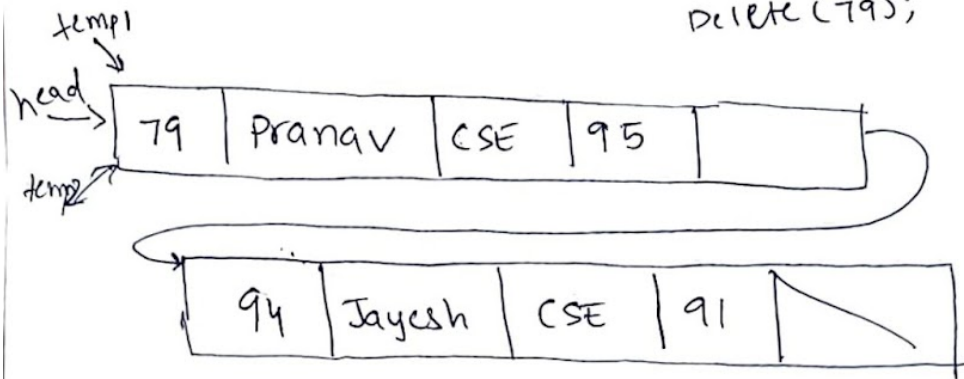 temp1
Delete (79);
head
79 Pranav CSE 95
temp2
94 Jayesh CSE 91